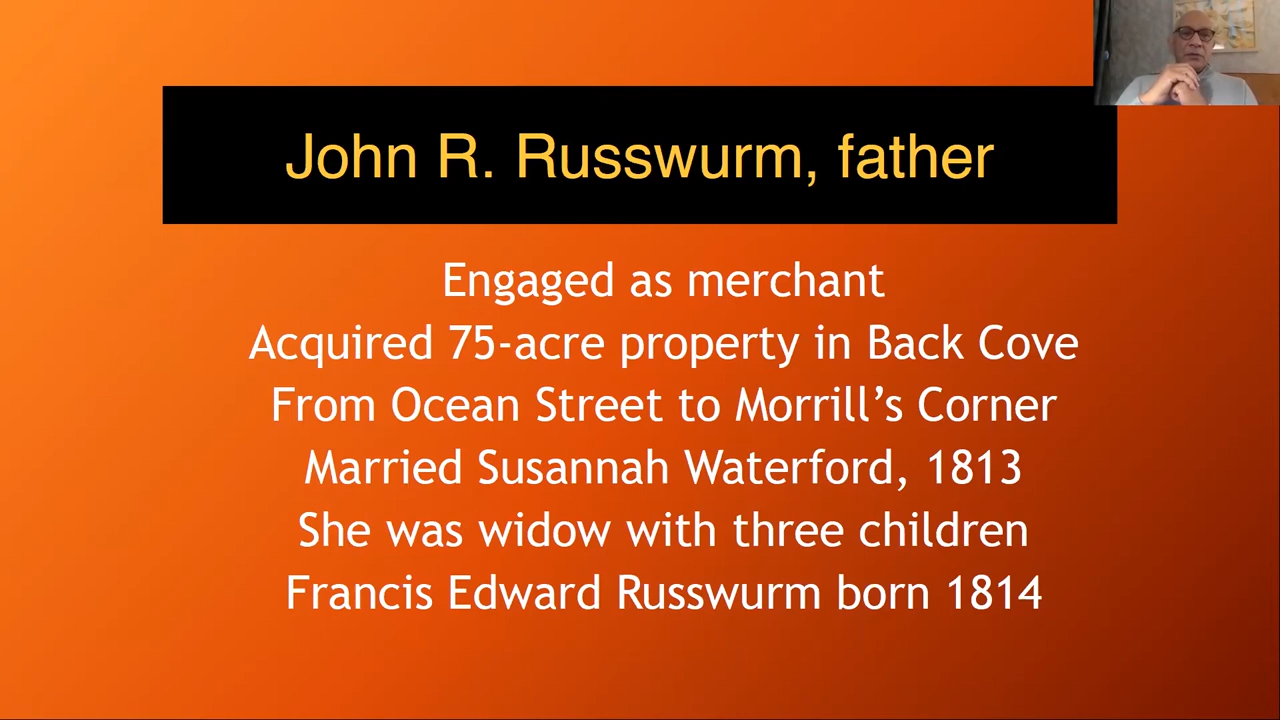 John R. Russwurm, father
Engaged as merchant
Acquired 75-acre property in Back Cove
From Ocean Street to Morrill’s Corner
Married Susannah Waterford, 1813
She was widow with three children
Francis Edward Russwurm born 1814